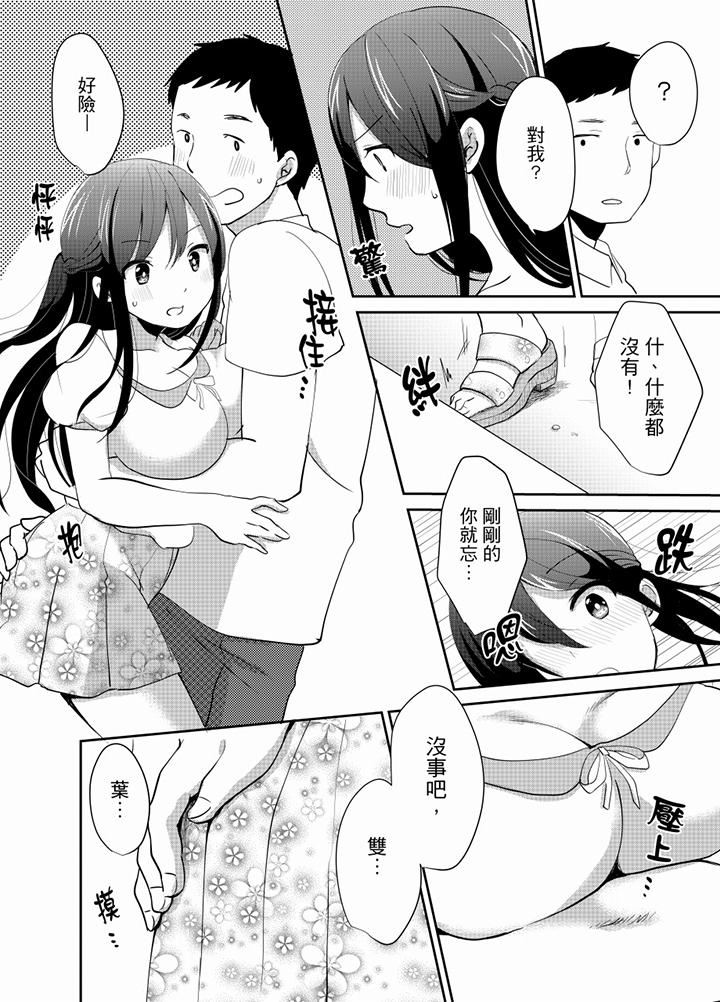 ？
對我？
驚
什、什麼都
沒有！
絆
跌
剛剛的
你就忘…
嗯
好險—
怦怦
接住…
抱
壓上…
沒事吧，
雙…
葉…
摸…